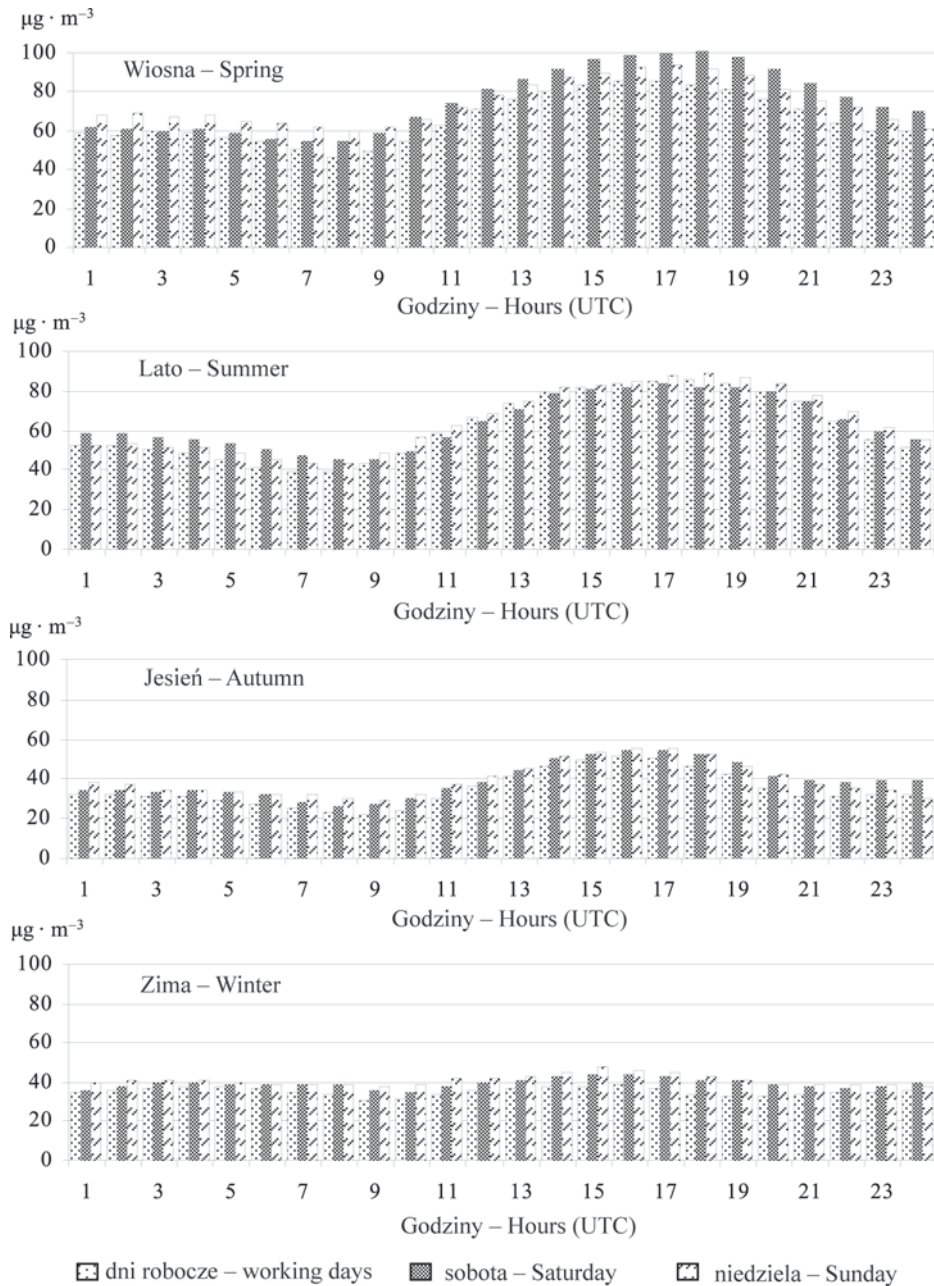 μg · m⁻³
100
80
60
40
20
0
Wiosna – Spring
1 3 5 7 9 11 13 15 17 19 21 23
Godziny – Hours (UTC)
μg · m⁻³
100
80
60
40
20
0
Lato – Summer
1 3 5 7 9 11 13 15 17 19 21 23
Godziny – Hours (UTC)
μg · m⁻³
100
80
60
40
20
0
Jesień – Autumn
1 3 5 7 9 11 13 15 17 19 21 23
Godziny – Hours (UTC)
μg · m⁻³
100
80
60
40
20
0
Zima – Winter
1 3 5 7 9 11 13 15 17 19 21 23
Godziny – Hours (UTC)
dni robocze – working days sobota – Saturday niedziela – Sunday